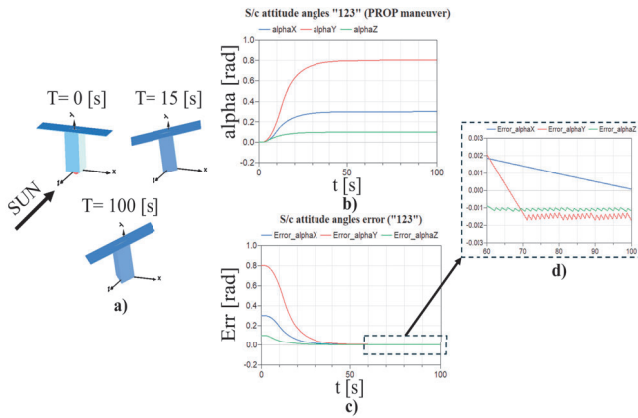 S/c attitude angles "123" (PROP maneuver)
alphaX alphaY alphaZ
1.0
0.8
0.6
0.4
0.2
0.0
-0.2
alpha [rad]
0 50 100
t [s]
b)
T= 0 [s]
T= 15 [s]
x
x
SUN
T= 100 [s]
x
a)
S/c attitude angles error ("123")
Error_alphaX Error_alphaY Error_alphaZ
1.0
0.8
0.6
0.4
0.2
0.0
-0.2
Err [rad]
0 50 100
t [s]
c)
Error_alphaX Error_alphaY Error_alphaZ
0.013
0.012
0.011
-0.010
-0.011
-0.012
-0.013
60 70 80 90 100
d)